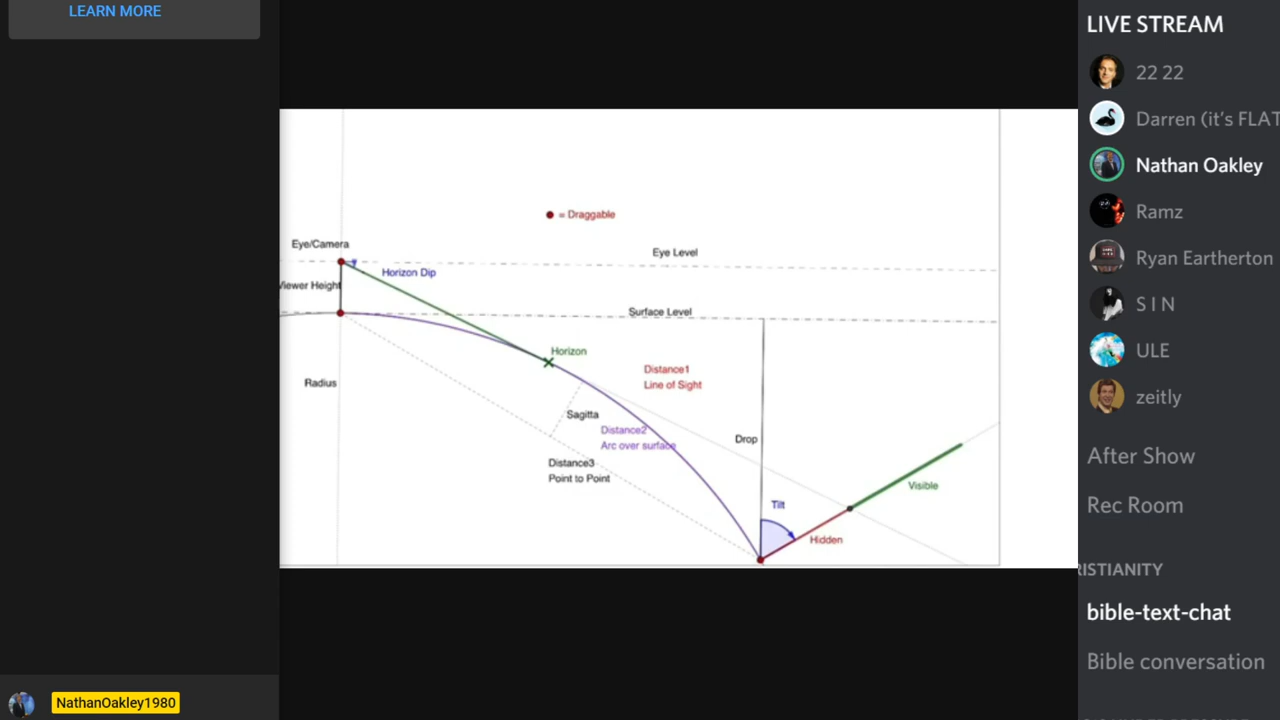 LEARN MORE
NathanOakley1980
= Draggable
Eye/Camera
Eye Level
Horizon Dip
Viewer Height
Surface Level
Horizon
Distance1
Line of Sight
Radius
Sagitta
Distance2
Arc over surface
Drop
Distance3
Point to Point
Tilt
Visible
Hidden
LIVE STREAM
22 22
Darren (it's FLAT
Nathan Oakley
Ramz
Ryan Eartherton
S I N
ULE
zeitly
After Show
Rec Room
RISTIANITY
bible-text-chat
Bible conversation